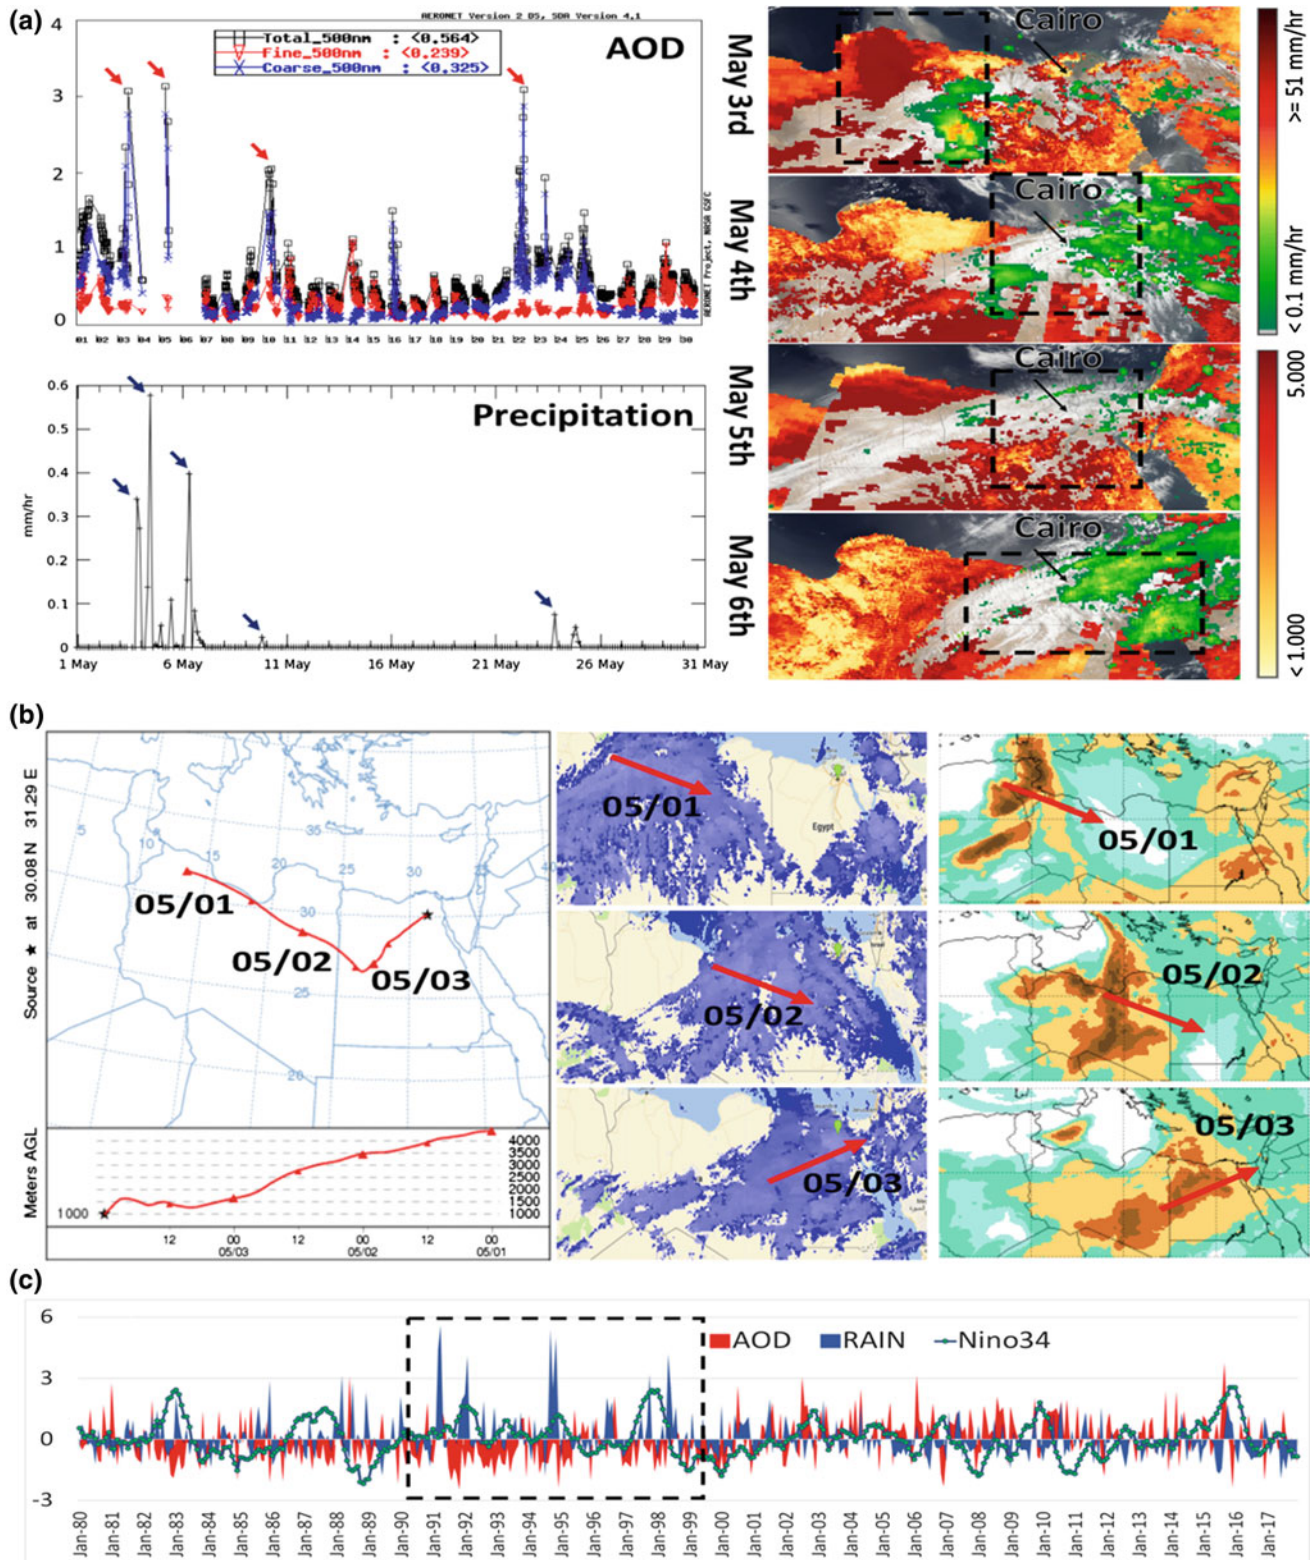 (a)
AERONET Version 2 DS, SDA Version 4.1
Total_500nm : <0.564>
Fine_500nm : <0.239>
Coarse_500nm : <0.325>
AOD
4
3
2
1
0
AERONET Project, NASA GSFC
01 02 03 04 05 06 07 08 09 10 11 12 13 14 15 16 17 18 19 20 21 22 23 24 25 26 27 28 29 30
Precipitation
mm/hr
0.6
0.5
0.4
0.3
0.2
0.1
0
1 May 6 May 11 May 16 May 21 May 26 May 31 May
May 3rd
Cairo
May 4th
Cairo
May 5th
Cairo
May 6th
Cairo
>= 51 mm/hr
< 0.1 mm/hr
5.000
< 1.000
(b)
Source ★ at 30.08 N 31.29 E
5 10 15 20 25 30 35 40
35
30
25
20
05/01
05/02
05/03
Meters AGL
1000
4000
3500
3000
2500
2000
1500
1000
12 00 12 00 12 00
05/03 05/02 05/01
05/01
Egypt
05/02
05/03
05/01
05/02
05/03
(c)
6
3
0
-3
AOD RAIN Nino34
Jan-80 Jan-81 Jan-82 Jan-83 Jan-84 Jan-85 Jan-86 Jan-87 Jan-88 Jan-89 Jan-90 Jan-91 Jan-92 Jan-93 Jan-94 Jan-95 Jan-96 Jan-97 Jan-98 Jan-99 Jan-00 Jan-01 Jan-02 Jan-03 Jan-04 Jan-05 Jan-06 Jan-07 Jan-08 Jan-09 Jan-10 Jan-11 Jan-12 Jan-13 Jan-14 Jan-15 Jan-16 Jan-17